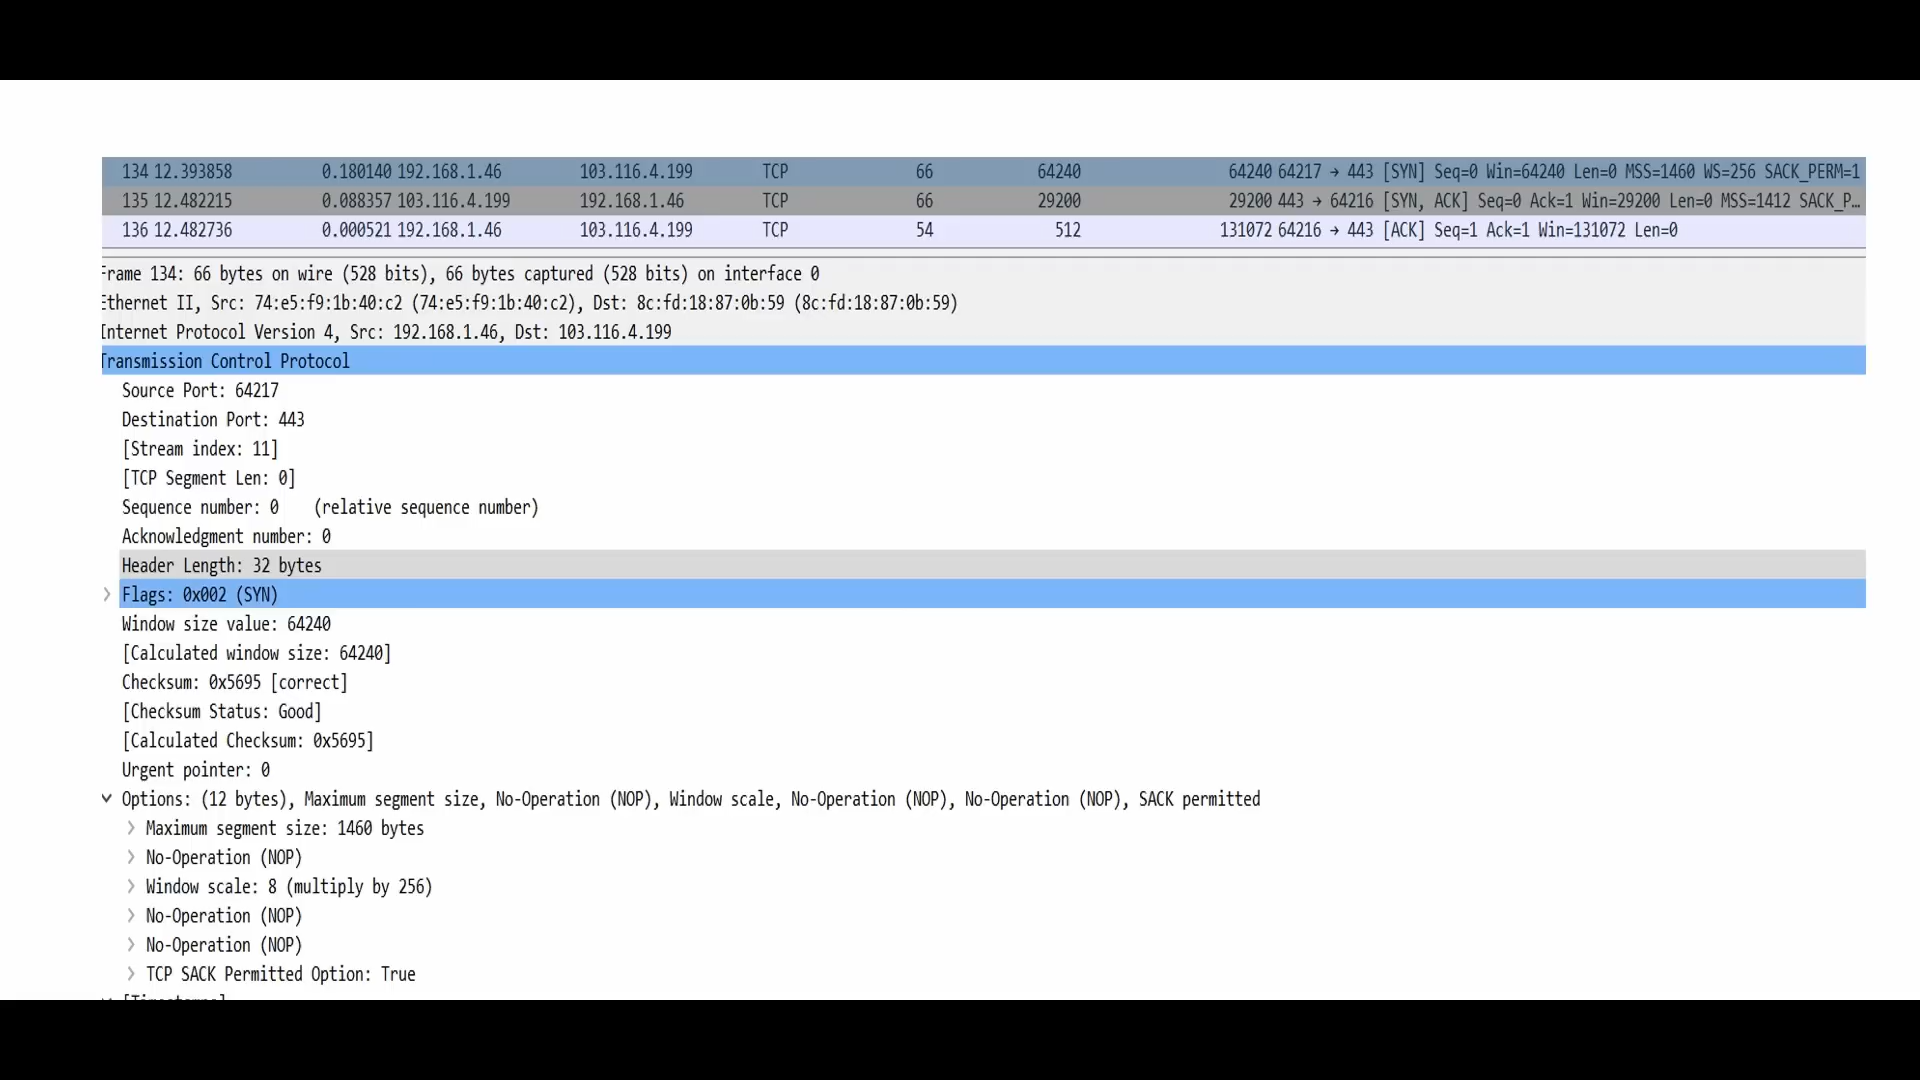 134 12.393858 0.180140 192.168.1.46 103.116.4.199 TCP 66 64240 64240 64217 → 443 [SYN] Seq=0 Win=64240 Len=0 MSS=1460 WS=256 SACK_PERM=1
135 12.482215 0.088357 103.116.4.199 192.168.1.46 TCP 66 29200 29200 443 → 64216 [SYN, ACK] Seq=0 Ack=1 Win=29200 Len=0 MSS=1412 SACK_P…
136 12.482736 0.000521 192.168.1.46 103.116.4.199 TCP 54 512 131072 64216 → 443 [ACK] Seq=1 Ack=1 Win=131072 Len=0
Frame 134: 66 bytes on wire (528 bits), 66 bytes captured (528 bits) on interface 0
Ethernet II, Src: 74:e5:f9:1b:40:c2 (74:e5:f9:1b:40:c2), Dst: 8c:fd:18:87:0b:59 (8c:fd:18:87:0b:59)
Internet Protocol Version 4, Src: 192.168.1.46, Dst: 103.116.4.199
Transmission Control Protocol
Source Port: 64217
Destination Port: 443
[Stream index: 11]
[TCP Segment Len: 0]
Sequence number: 0 (relative sequence number)
Acknowledgment number: 0
Header Length: 32 bytes
Flags: 0x002 (SYN)
Window size value: 64240
[Calculated window size: 64240]
Checksum: 0x5695 [correct]
[Checksum Status: Good]
[Calculated Checksum: 0x5695]
Urgent pointer: 0
Options: (12 bytes), Maximum segment size, No-Operation (NOP), Window scale, No-Operation (NOP), No-Operation (NOP), SACK permitted
Maximum segment size: 1460 bytes
No-Operation (NOP)
Window scale: 8 (multiply by 256)
No-Operation (NOP)
No-Operation (NOP)
TCP SACK Permitted Option: True
[Timestamps]